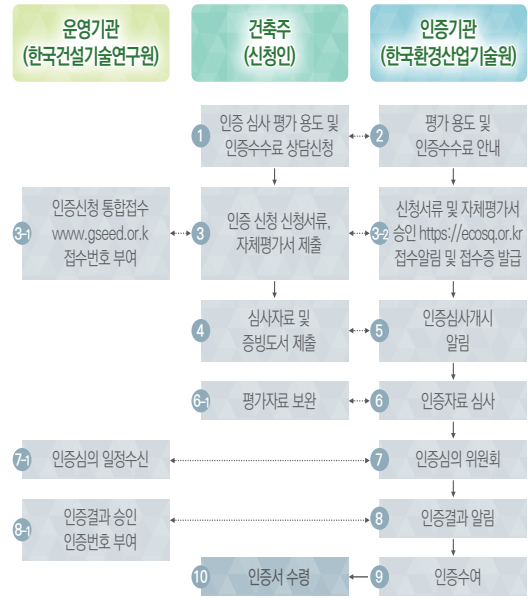 운영기관
(한국건설기술연구원)
건축주
(신청인)
인증기관
(한국환경산업기술원)
1
인증 심사 평가 용도 및
인증수수료 상담신청
2
평가 용도 및
인증수수료 안내
3-1
인증신청 통합접수
www.gseed.or.k
접수번호 부여
3
인증 신청 신청서류,
자체평가서 제출
3-2
신청서류 및 자체평가서
승인 https://ecosq.or.kr
접수알림 및 접수증 발급
4
심사자료 및
증빙도서 제출
5
인증심사개시
알림
6-1
평가자료 보완
6
인증자료 심사
7-1
인증심의 일정수신
7
인증심의 위원회
8-1
인증결과 승인
인증번호 부여
8
인증결과 알림
10
인증서 수령
9
인증수여